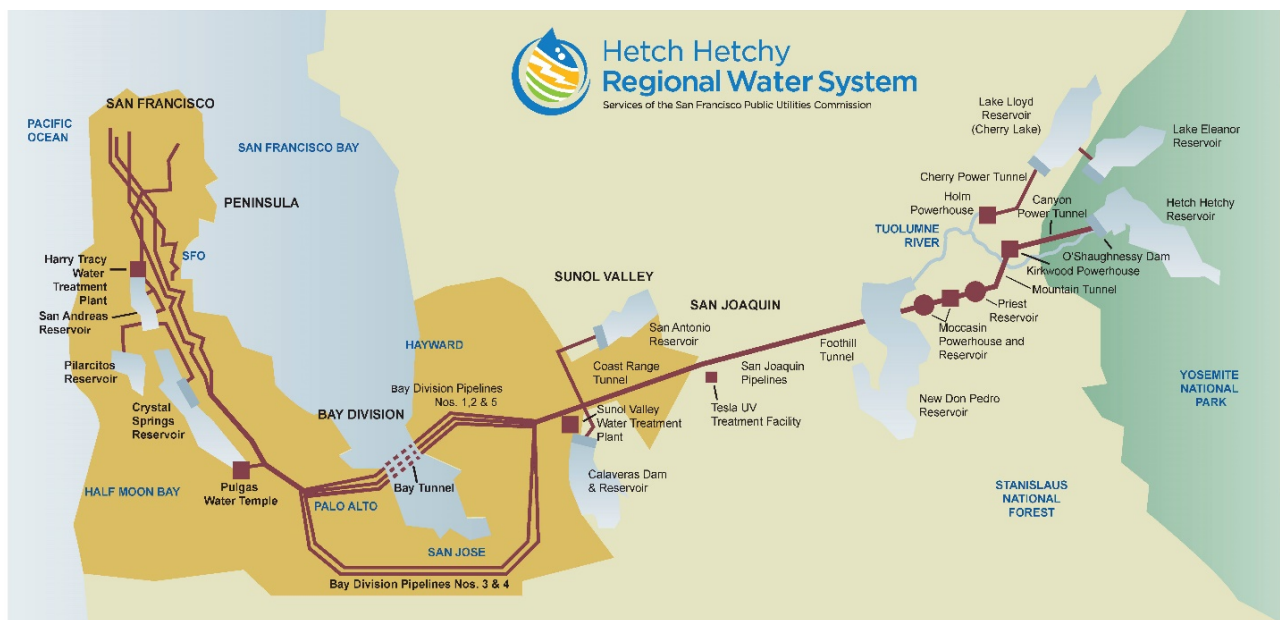 Hetch Hetchy
Regional Water System
Services of the San Francisco Public Utilities Commission
SAN FRANCISCO
PACIFIC
OCEAN
SAN FRANCISCO BAY
PENINSULA
SFO
Harry Tracy
Water
Treatment
Plant
San Andreas
Reservoir
Pilarcitos
Reservoir
Crystal
Springs
Reservoir
HALF MOON BAY
Pulgas
Water Temple
PALO ALTO
SAN JOSE
Bay Division Pipelines Nos. 3 & 4
Bay Tunnel
BAY DIVISION
Bay Division Pipelines
Nos. 1,2 & 5
HAYWARD
SUNOL VALLEY
San Antonio
Reservoir
Coast Range
Tunnel
Sunol Valley
Water Treatment
Plant
Calaveras Dam
& Reservoir
SAN JOAQUIN
San Joaquin
Pipelines
Tesla UV
Treatment Facility
Foothill
Tunnel
New Don Pedro
Reservoir
TUOLUMNE
RIVER
Moccasin
Powerhouse and
Reservoir
Priest
Reservoir
Mountain Tunnel
Kirkwood Powerhouse
O'Shaughnessy Dam
Canyon
Power Tunnel
Holm
Powerhouse
Cherry Power Tunnel
Lake Lloyd
Reservoir
(Cherry Lake)
Lake Eleanor
Reservoir
Hetch Hetchy
Reservoir
YOSEMITE
NATIONAL
PARK
STANISLAUS
NATIONAL
FOREST